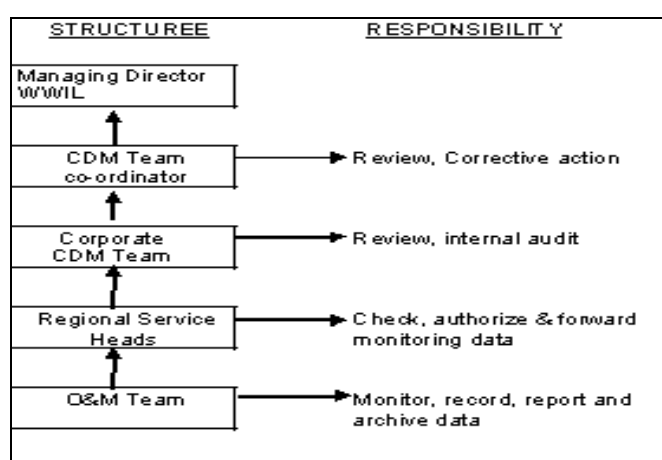 STRUCTUREE
RESPONSIBILITY
Managing Director
WWIL
CDM Team
co-ordinator
Review, Corrective action
Corporate
CDM Team
Review, internal audit
Regional Service
Heads
Check, authorize & forward
monitoring data
O&M Team
Monitor, record, report and
archive data